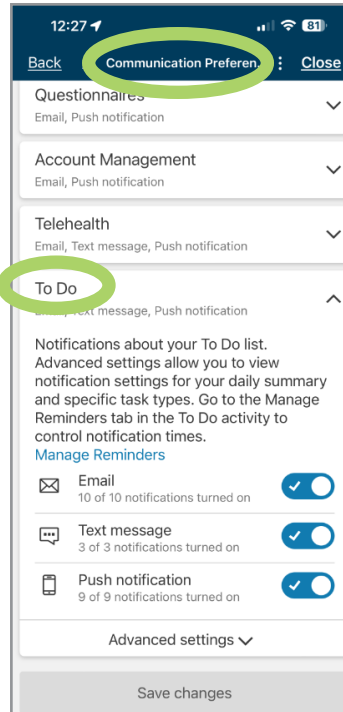 12:27
81
Back
Communication Preferen.
Close
Questionnaires
Email, Push notification
Account Management
Email, Push notification
Telehealth
Email, Text message, Push notification
To Do
Email, Text message, Push notification
Notifications about your To Do list.
Advanced settings allow you to view
notification settings for your daily summary
and specific task types. Go to the Manage
Reminders tab in the To Do activity to
control notification times.
Manage Reminders
Email
10 of 10 notifications turned on
Text message
3 of 3 notifications turned on
Push notification
9 of 9 notifications turned on
Advanced settings
Save changes